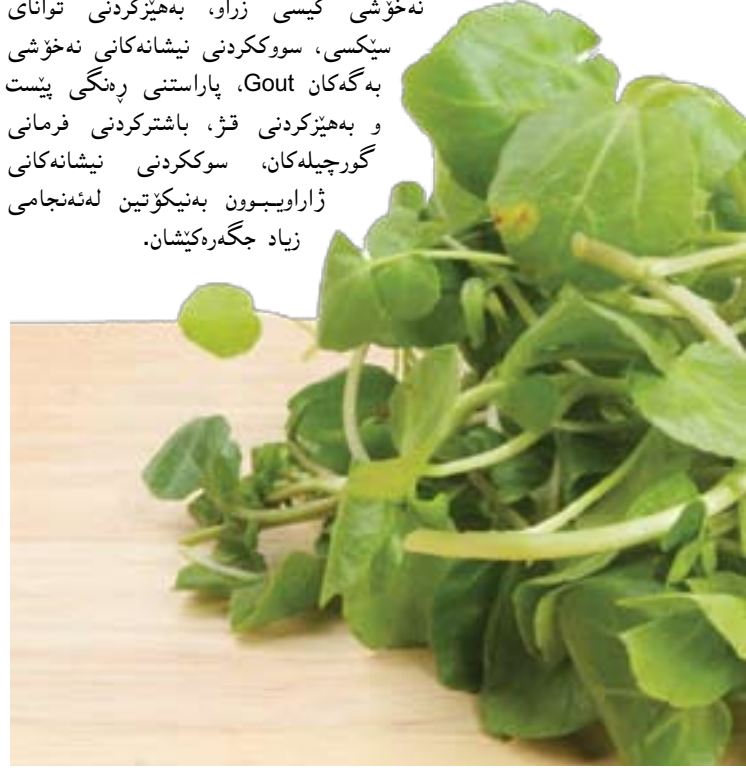 نەخۆشی کیسی زراو، بەهێزکردنی توانای
سێکسی، سووککردنی نیشانەکانی نەخۆشی
بەگەکان Gout، پاراستنی ڕەنگی پێست
و بەهێزکردنی قژ، باشترکردنی فرمانی
گورچیلەکان، سوککردنی نیشانەکانی
ژاراویـبـوون بەنیکۆتین لەئەنجامی
زیاد جگەرەکێشان.